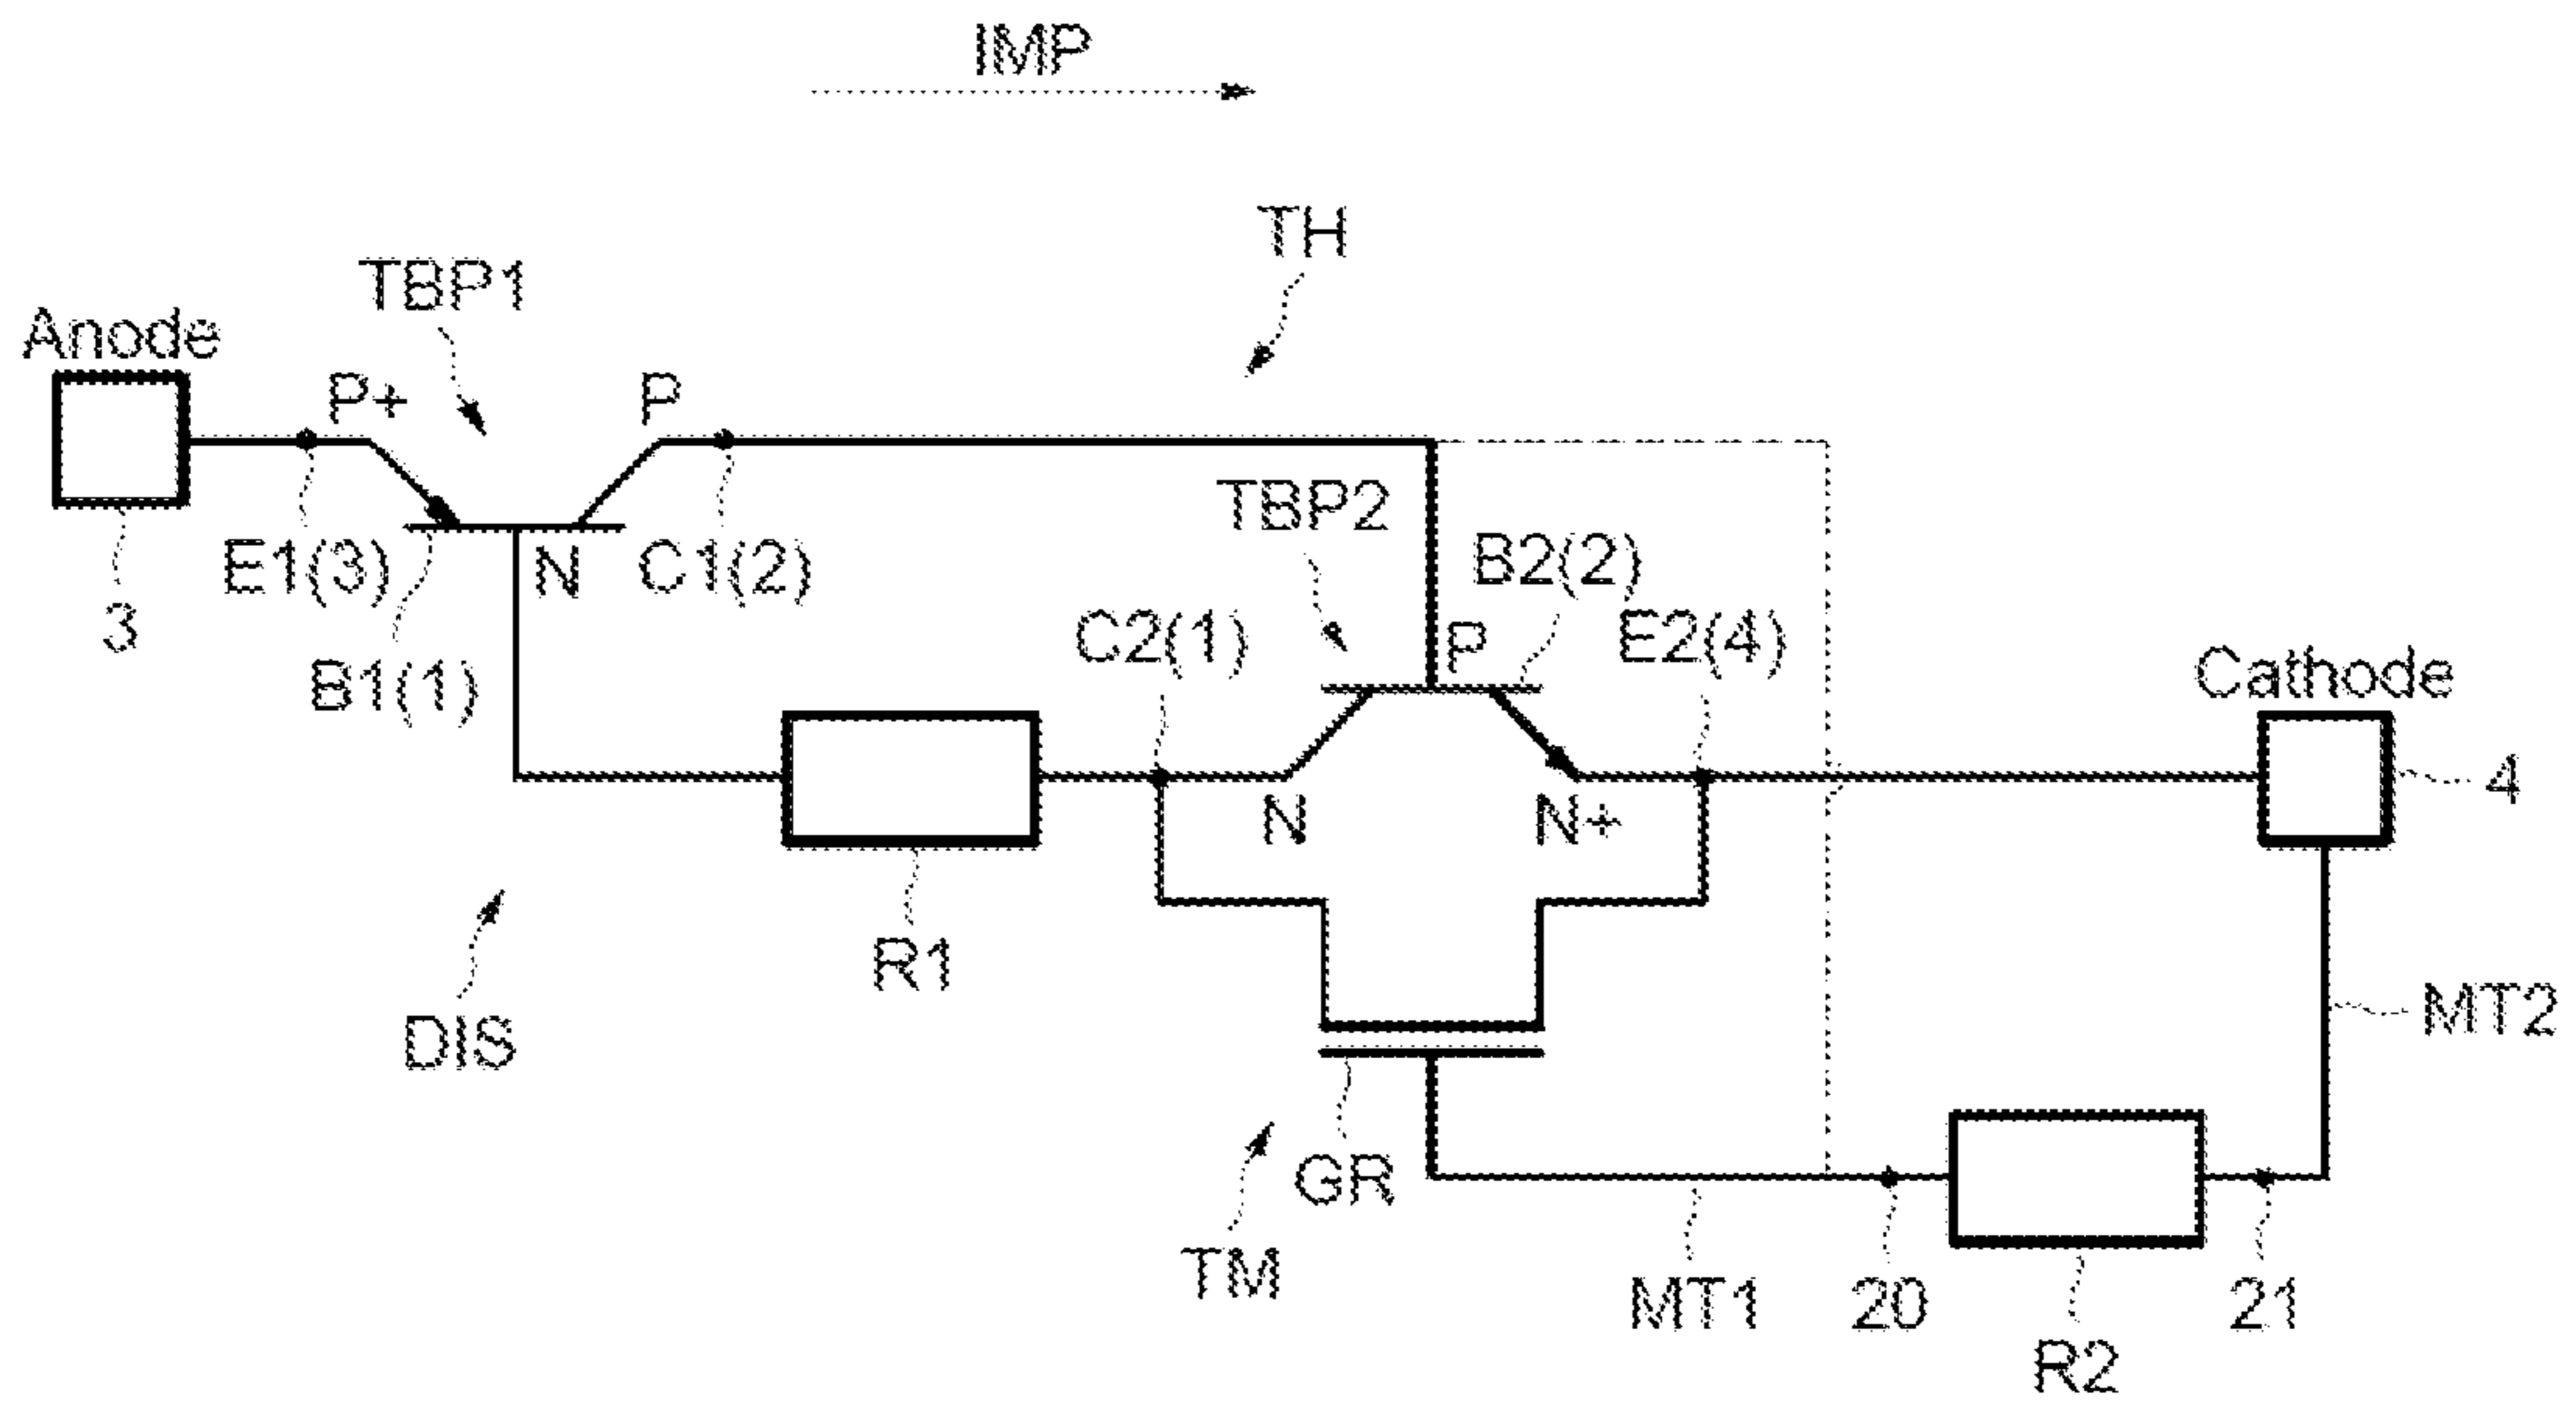 IMP
TH
TBP1
Anode
P+
P
TBP2
E1(3)
N
C1(2)
B2(2)
3
C2(1)
P
E2(4)
B1(1)
Cathode
4
N
N+
R1
DIS
MT2
GR
TM
MT1
20
21
R2